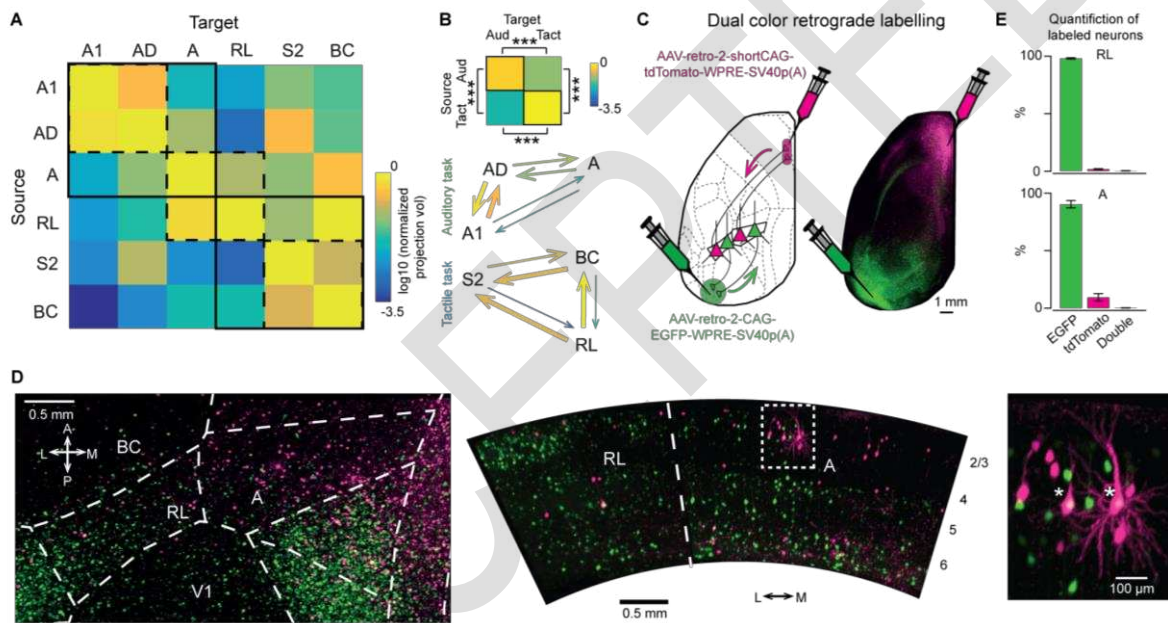 A
Target
A1 AD A RL S2 BC
Source
A1
AD
A
RL
S2
BC
0
log10 (normalized
projection vol)
-3.5
B
Target
Aud Tact
***
Source
Aud
Tact
***
***
***
0
-3.5
Auditory task
AD
A
A1
Tactile task
BC
S2
RL
C
Dual color retrograde labelling
AAV-retro-2-shortCAG-
tdTomato-WPRE-SV40p(A)
AAV-retro-2-CAG-
EGFP-WPRE-SV40p(A)
1 mm
E
Quantifiction of
labeled neurons
RL
100
%
0
A
100
%
0
EGFP
tdTomato
Double
D
0.5 mm
A
L M
P
BC
RL
A
V1
RL
A
2/3
4
5
6
0.5 mm
L M
* *
100 µm